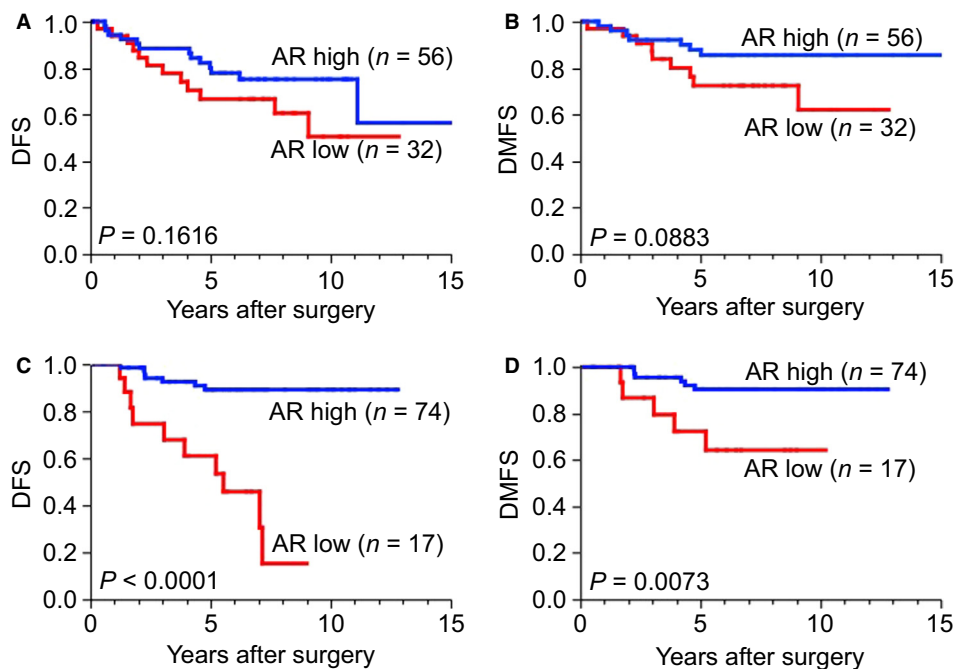 A
1.0
0.8
0.6
0.4
0.2
0.0
DFS
AR high (n = 56)
AR low (n = 32)
P = 0.1616
0 5 10 15
Years after surgery
B
1.0
0.8
0.6
0.4
0.2
0.0
DMFS
AR high (n = 56)
AR low (n = 32)
P = 0.0883
0 5 10 15
Years after surgery
C
1.0
0.8
0.6
0.4
0.2
0.0
DFS
AR high (n = 74)
AR low (n = 17)
P < 0.0001
0 5 10 15
Years after surgery
D
1.0
0.8
0.6
0.4
0.2
0.0
DMFS
AR high (n = 74)
AR low (n = 17)
P = 0.0073
0 5 10 15
Years after surgery